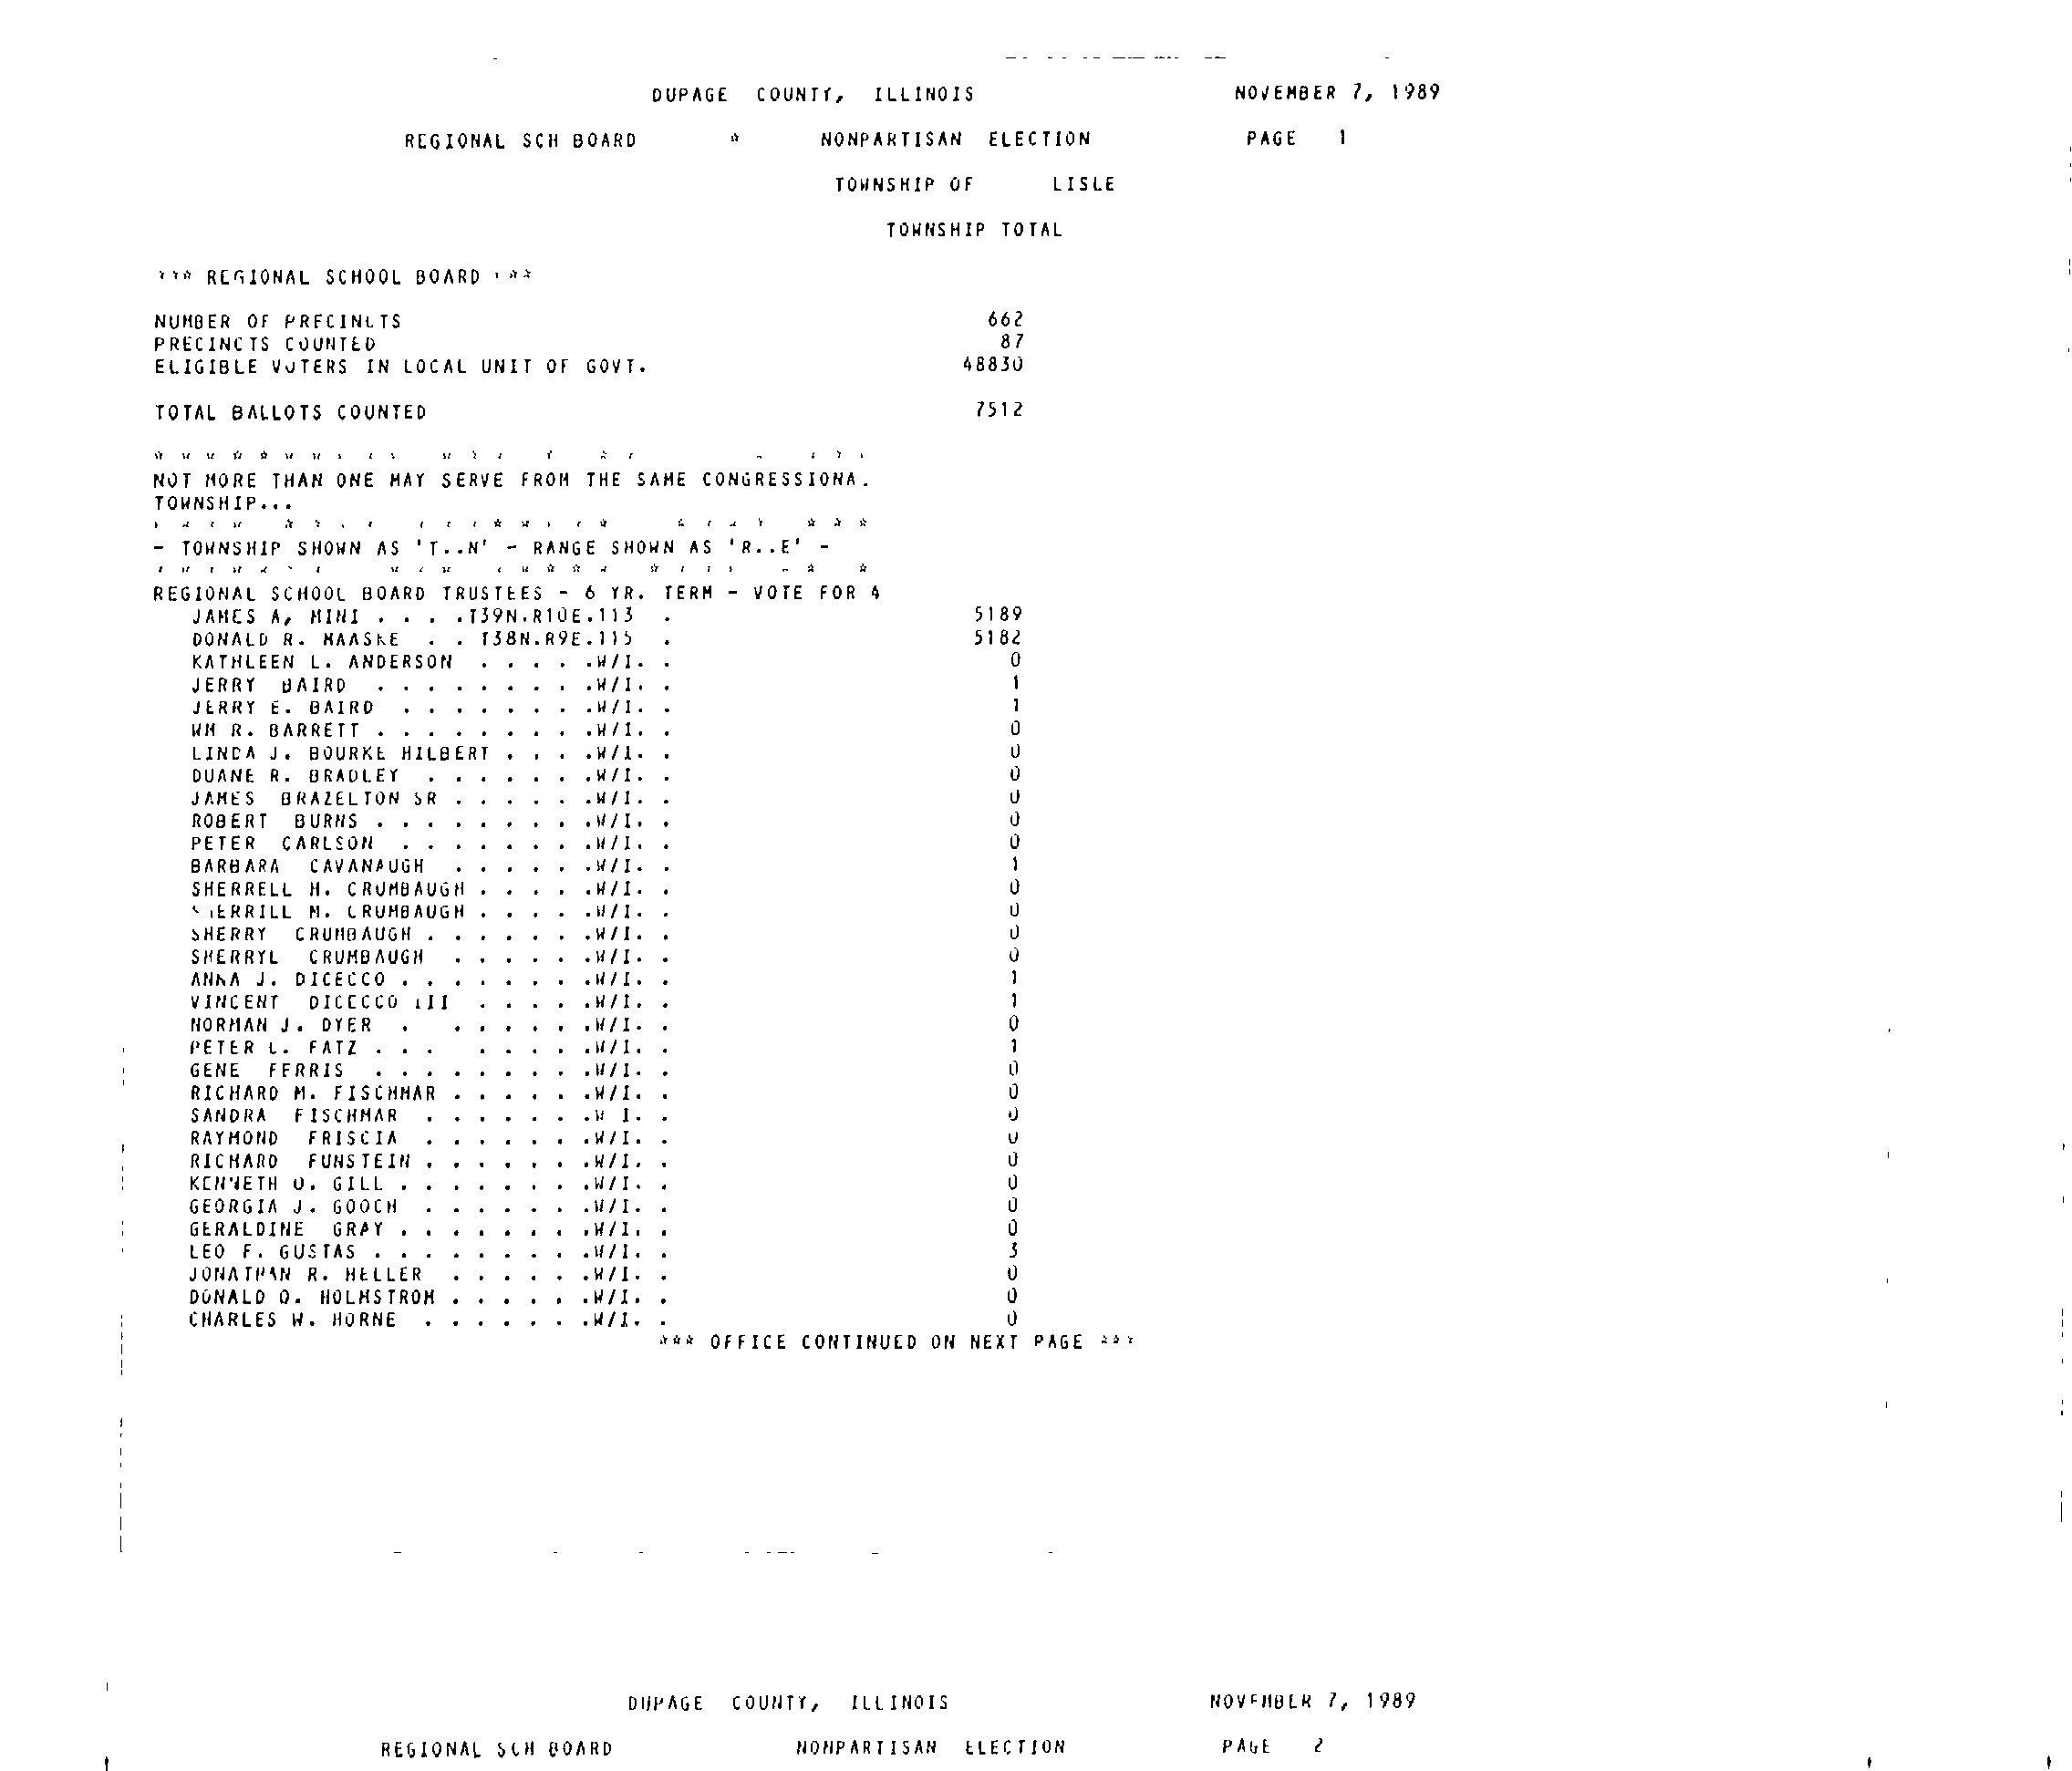 DUPAGE COUNTY, ILLINOIS NOVEMBER 7, 1989
REGIONAL SCH BOARD * NONPARTISAN ELECTION PAGE 1
TOWNSHIP OF LISLE
TOWNSHIP TOTAL
*** REGIONAL SCHOOL BOARD ***
NUMBER OF PRECINCTS 662
PRECINCTS COUNTED 87
ELIGIBLE VOTERS IN LOCAL UNIT OF GOVT. 48830
TOTAL BALLOTS COUNTED 7512
NOT MORE THAN ONE MAY SERVE FROM THE SAME CONGRESSIONA.
TOWNSHIP...
- TOWNSHIP SHOWN AS 'T..N' - RANGE SHOWN AS 'R..E' -
REGIONAL SCHOOL BOARD TRUSTEES - 6 YR. TERM - VOTE FOR 4
JAMES A, MINI . . . .T39N.R10E.113 . 5189
DONALD R. MAASKE . . T38N.R9E.115 . 5182
KATHLEEN L. ANDERSON . . . . .W/I. . 0
JERRY BAIRD . . . . . . . . .W/I. . 1
JERRY E. BAIRD . . . . . . . .W/I. . 1
WM R. BARRETT . . . . . . . . .W/I. . 0
LINDA J. BOURKE HILBERT . . . .W/I. . 0
DUANE R. BRADLEY . . . . . . .W/I. . 0
JAMES BRAZELTON SR . . . . . .W/I. . 0
ROBERT BURNS . . . . . . . . .W/I. . 0
PETER CARLSON . . . . . . . .W/I. . 0
BARBARA CAVANAUGH . . . . . .W/I. . 1
SHERRELL H. CRUMBAUGH . . . . .W/I. . 0
ERRILL M. CRUMBAUGH . . . . .W/I. . 0
SHERRY CRUMBAUGH . . . . . . .W/I. . 0
SHERRYL CRUMBAUGH . . . . . .W/I. . 0
ANNA J. DICECCO . . . . . . . .W/I. . 1
VINCENT DICECCO III . . . . .W/I. . 1
NORMAN J. DYER . . . . . . .W/I. . 0
PETER L. FATZ . . . . . . . .W/I. . 1
GENE FERRIS . . . . . . . . .W/I. . 0
RICHARD M. FISCHMAR . . . . . .W/I. . 0
SANDRA FISCHMAR . . . . . . .W I. . 0
RAYMOND FRISCIA . . . . . . .W/I. . 0
RICHARD FUNSTEIN . . . . . . .W/I. . 0
KENNETH O. GILL . . . . . . . .W/I. . 0
GEORGIA J. GOOCH . . . . . . .W/I. . 0
GERALDINE GRAY . . . . . . . .W/I. . 0
LEO F. GUSTAS . . . . . . . . .W/I. . 3
JONATHAN R. HELLER . . . . . .W/I. . 0
DONALD O. HOLMSTROM . . . . . .W/I. . 0
CHARLES W. HORNE . . . . . . .W/I. . 0
*** OFFICE CONTINUED ON NEXT PAGE ***
DUPAGE COUNTY, ILLINOIS NOVEMBER 7, 1989
REGIONAL SCH BOARD NONPARTISAN ELECTION PAGE 2